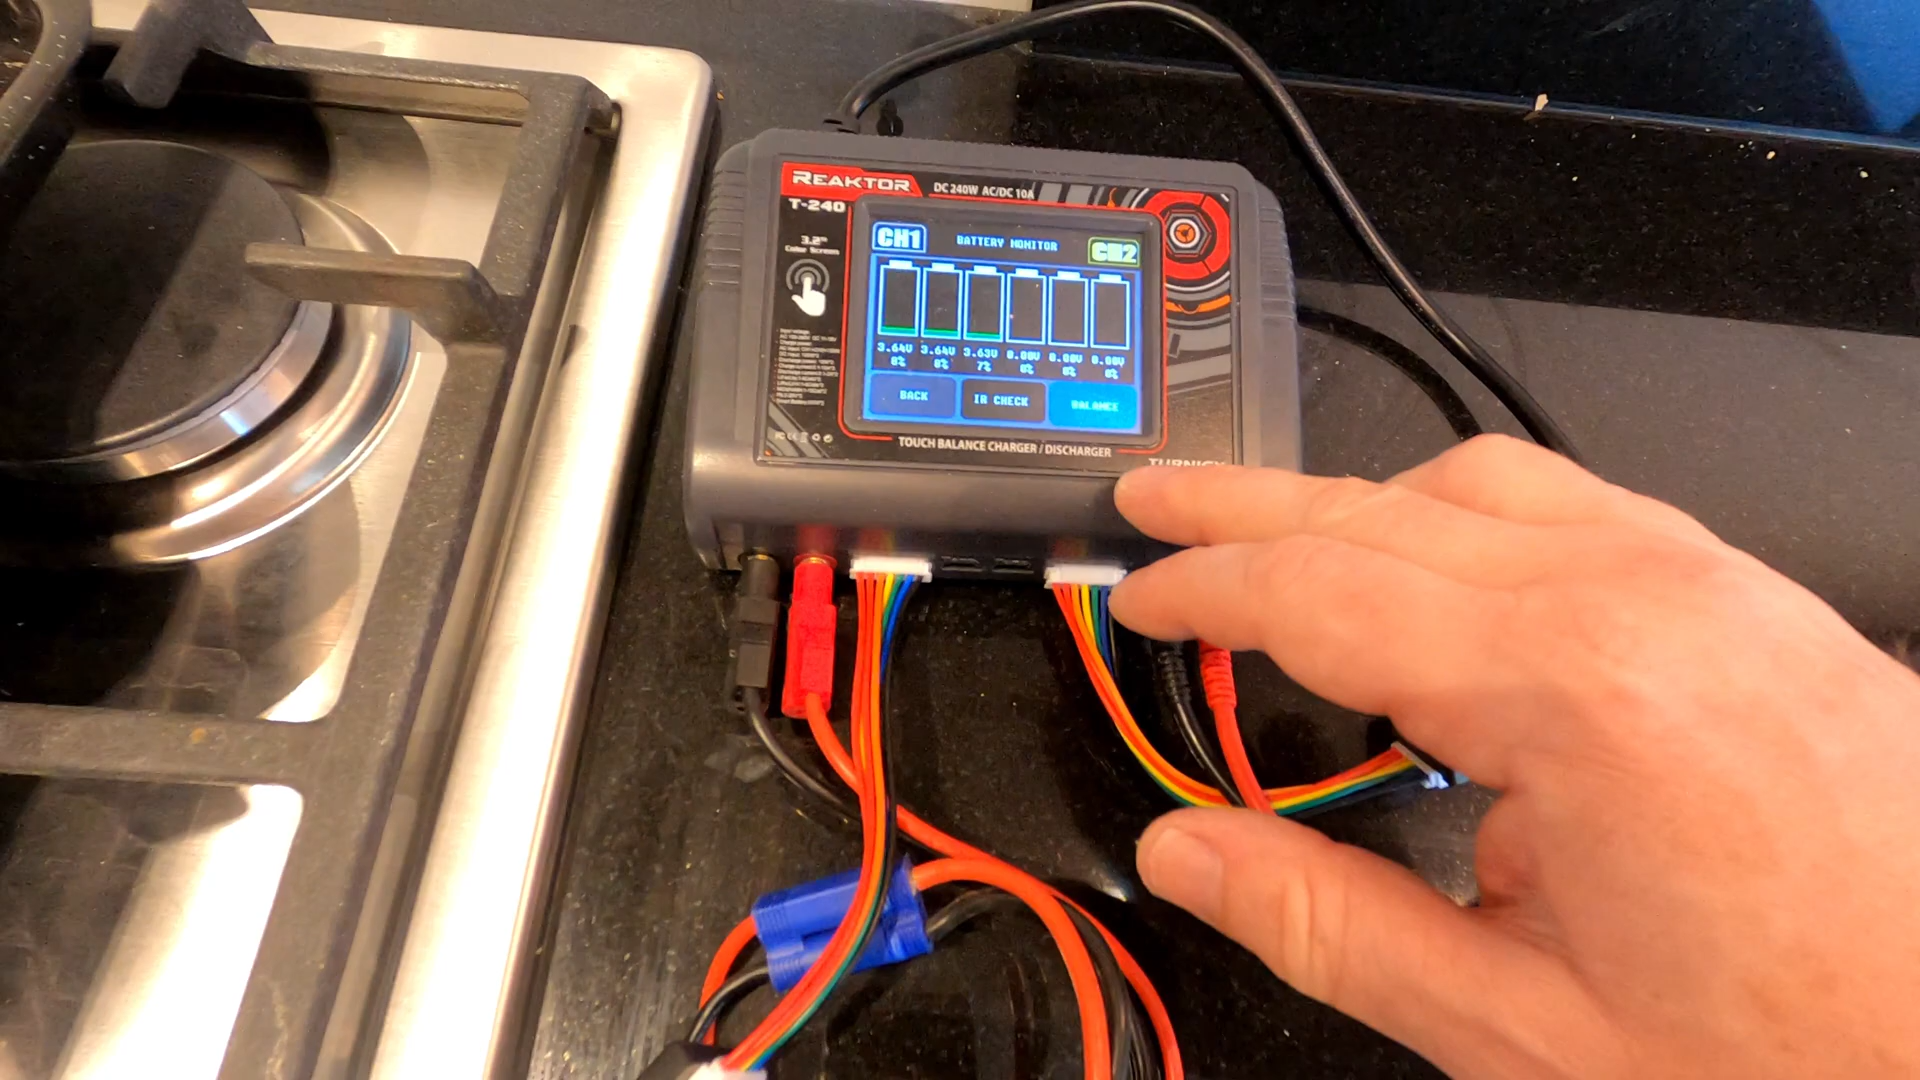 REAKTOR
DC 240W AC/DC 10A
T-240
3.2"
Color Screen
CH1
BATTERY MONITOR
CH2
3.64V 3.64V 3.63V 0.00V 0.00V 0.00V
8% 8% 7% 0% 0% 0%
BACK
IR CHECK
BALANCE
TOUCH BALANCE CHARGER / DISCHARGER
TURNIGY